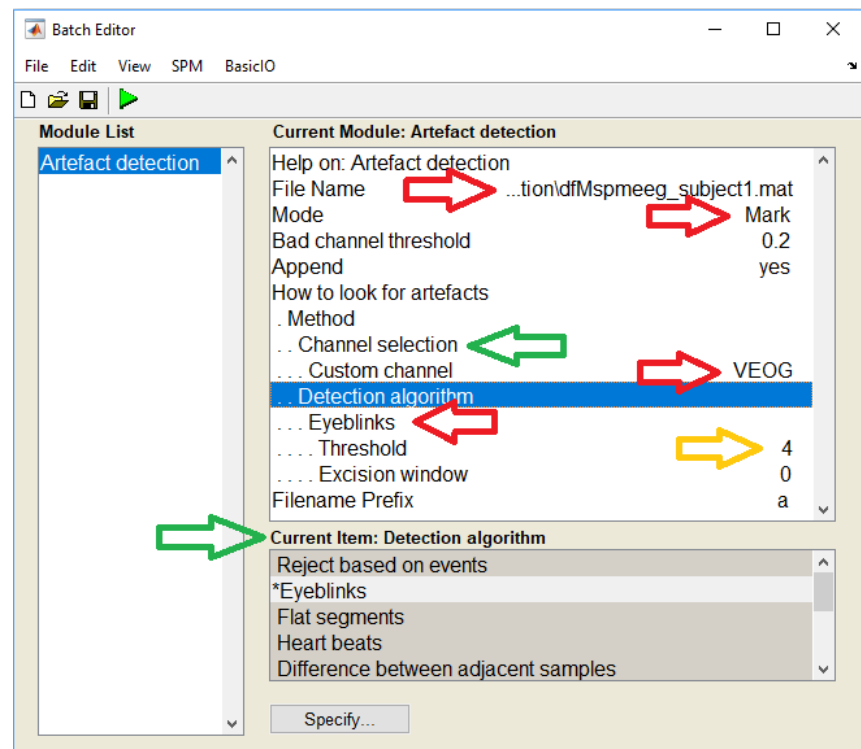 Batch Editor
File Edit View SPM BasicIO
Module List
Artefact detection
Current Module: Artefact detection
Help on: Artefact detection
File Name ...tion\dfMspmeeg_subject1.mat
Mode Mark
Bad channel threshold 0.2
Append yes
How to look for artefacts
. Method
. . Channel selection
. . . Custom channel VEOG
. . Detection algorithm
. . . Eyeblinks
. . . . Threshold 4
. . . . Excision window 0
Filename Prefix a
Current Item: Detection algorithm
Reject based on events
*Eyeblinks
Flat segments
Heart beats
Difference between adjacent samples
Specify...